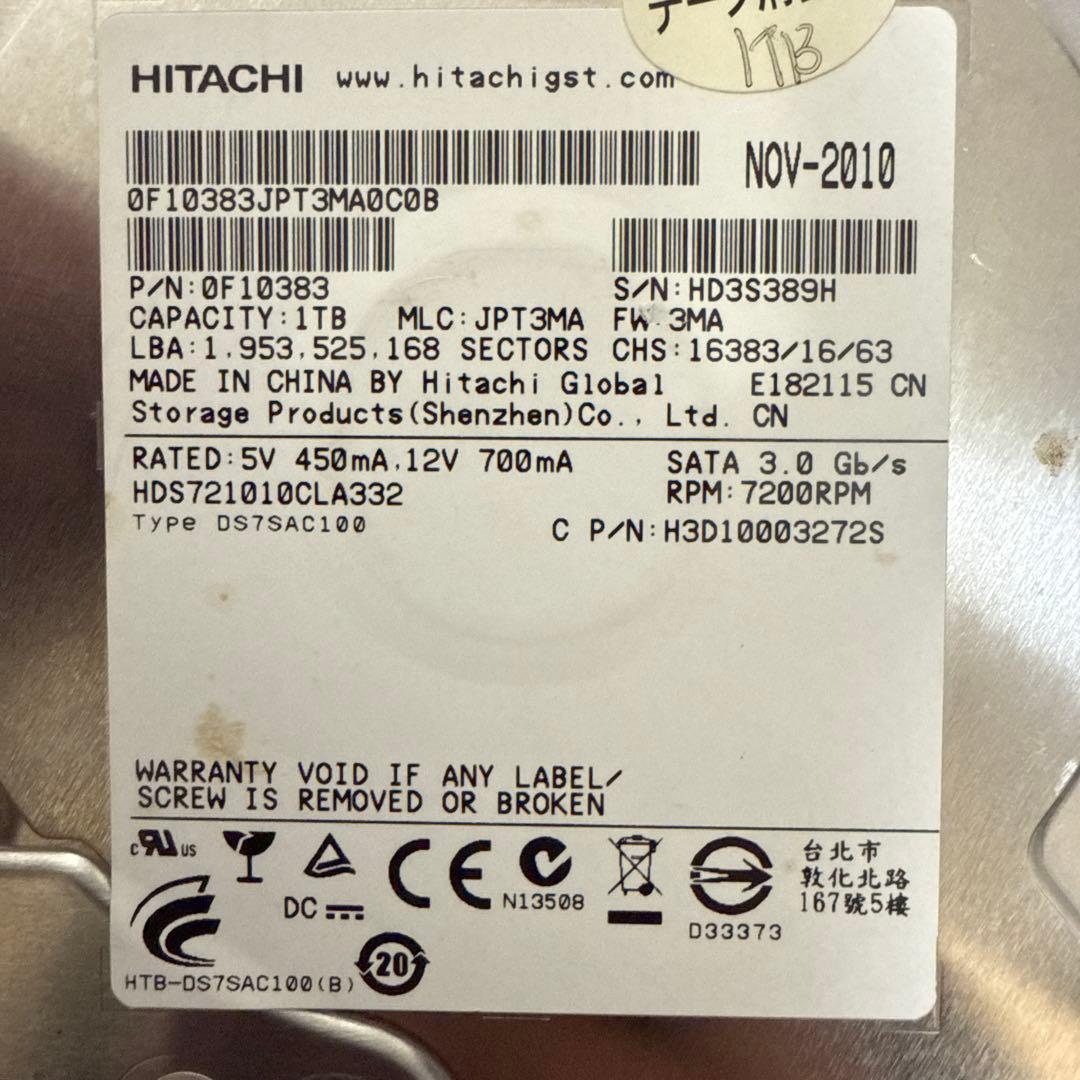 1TB
HITACHI www.hitachigst.com
NOV-2010
0F10383JPT3MA0C0B
P/N:0F10383 S/N:HD3S389H
CAPACITY:1TB MLC:JPT3MA FW:3MA
LBA:1,953,525,168 SECTORS CHS:16383/16/63
MADE IN CHINA BY Hitachi Global E182115 CN
Storage Products(Shenzhen)Co., Ltd. CN
RATED:5V 450mA,12V 700mA SATA 3.0 Gb/s
HDS721010CLA332 RPM:7200RPM
Type DS7SAC100 C P/N:H3D10003272S
WARRANTY VOID IF ANY LABEL/
SCREW IS REMOVED OR BROKEN
c RU US
CE
N13508
DC
D33373
台北市
敦化北路
167號5樓
HTB-DS7SAC100(B)
20